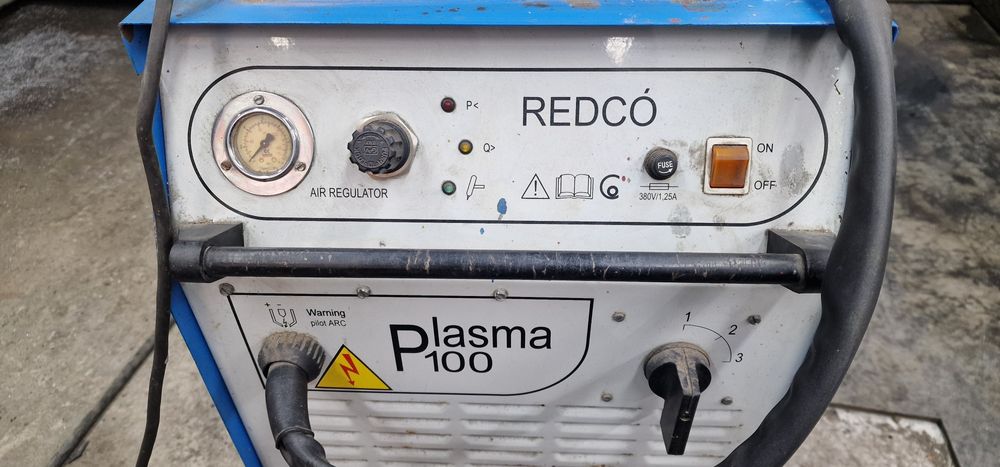 REDCÓ
P<
Q>
AIR REGULATOR
FUSE
380V/1,25A
ON
OFF
+ -
Warning
pilot ARC
Plasma
100
1
2
3